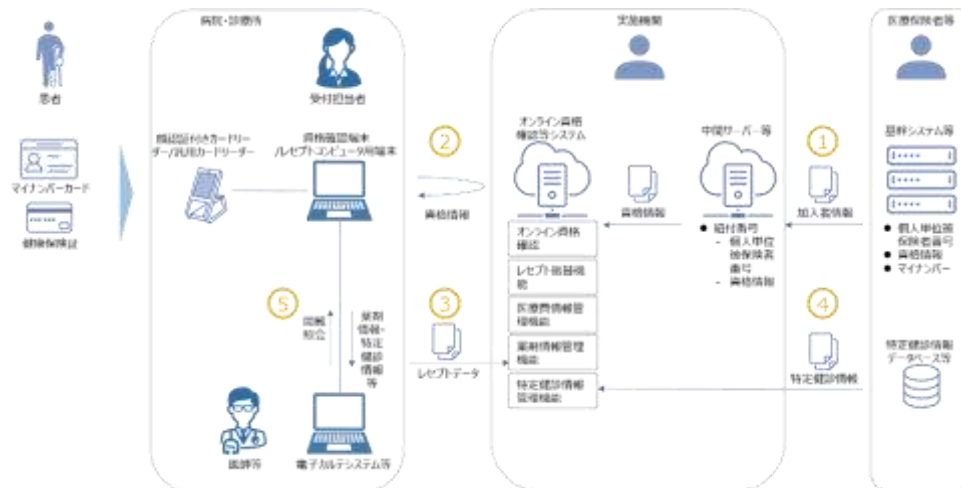 病院・診療所
実施機関
医療保険者等
患者
受付担当者
マイナンバーカード
健康保険証
顔認証付きカードリー
ダー/汎用カードリーダー
資格確認端末
/レセプトコンピュータ用端末
②
資格情報
オンライン資格
確認等システム
資格情報
中間サーバー等
● 紐付番号
- 個人単位
被保険者
番号
- 資格情報
①
加入者情報
基幹システム等
● 個人単位被
保険者番号
● 資格情報
● マイナンバー
オンライン資格
確認
レセプト振替機
能
医療費情報管
理機能
薬剤情報管理
機能
特定健診情報
管理機能
⑤
閲覧
照会
薬剤
情報・
特定
健診
情報
等
③
レセプトデータ
④
特定健診情報
特定健診情報
データベース等
医師等
電子カルテシステム等